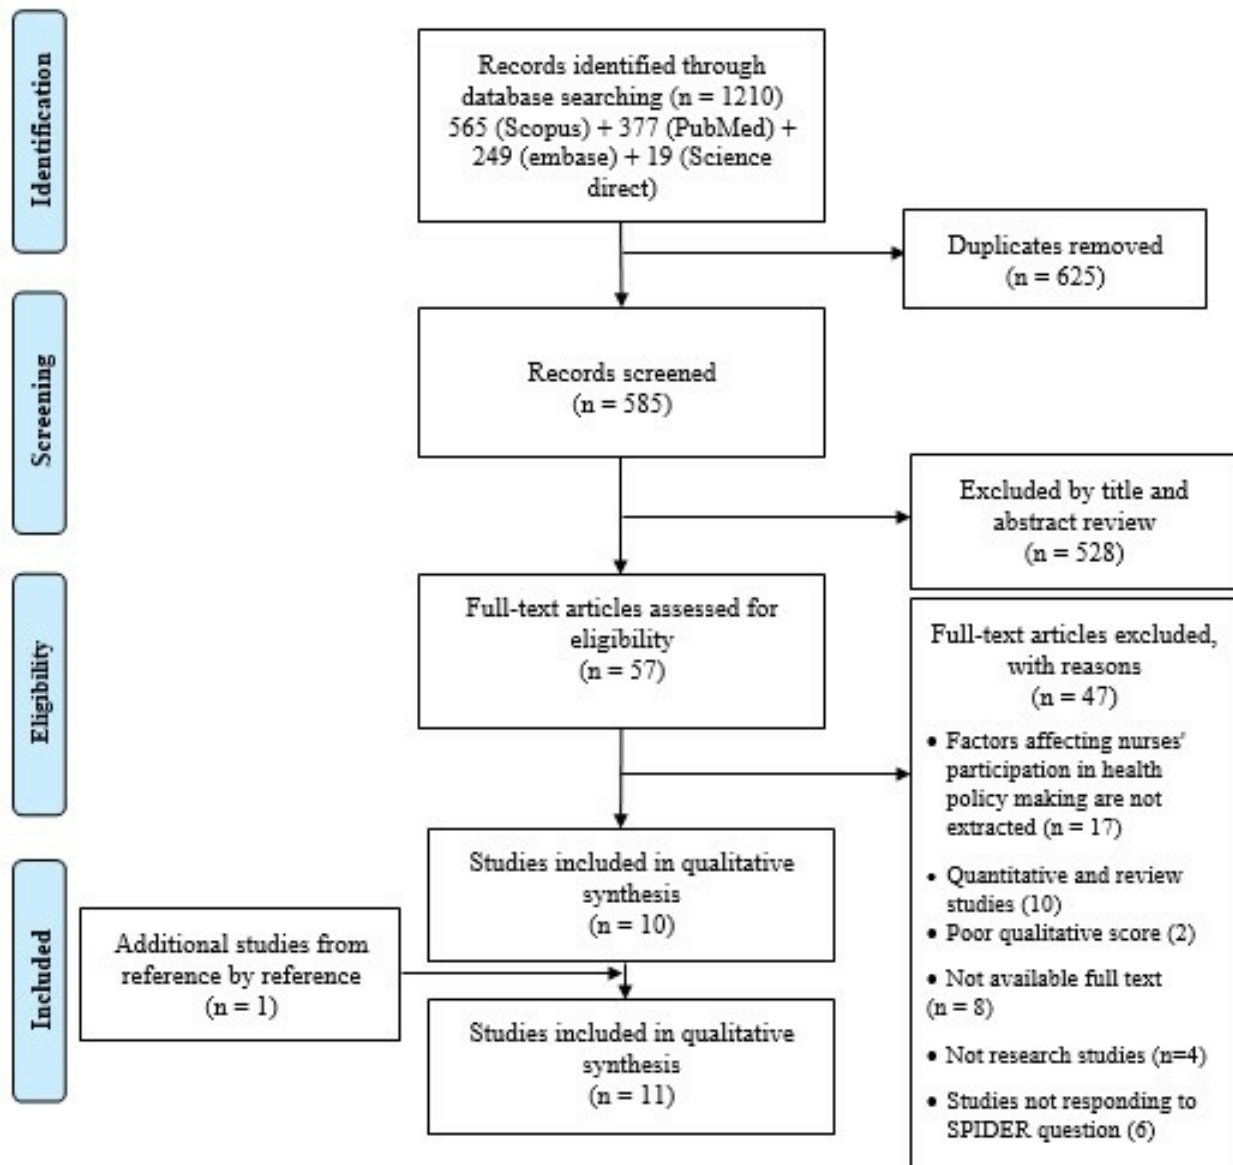 Identification
Records identified through
database searching (n = 1210)
565 (Scopus) + 377 (PubMed) +
249 (embase) + 19 (Science
direct)
Duplicates removed
(n = 625)
Screening
Records screened
(n = 585)
Excluded by title and
abstract review
(n = 528)
Eligibility
Full-text articles assessed for
eligibility
(n = 57)
Full-text articles excluded,
with reasons
(n = 47)
• Factors affecting nurses'
participation in health
policy making are not
extracted (n = 17)
• Quantitative and review
studies (10)
• Poor qualitative score (2)
• Not available full text
(n = 8)
• Not research studies (n=4)
• Studies not responding to
SPIDER question (6)
Included
Studies included in qualitative
synthesis
(n = 10)
Additional studies from
reference by reference
(n = 1)
Studies included in qualitative
synthesis
(n = 11)